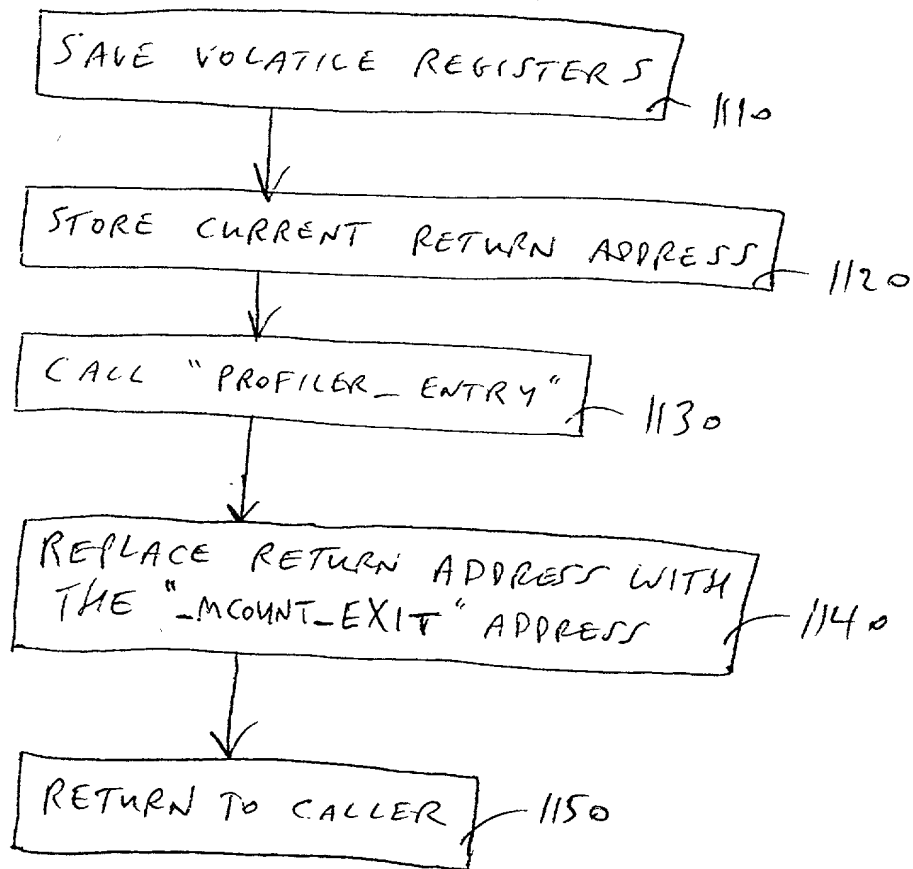 SAVE VOLATILE REGISTERS
1110
STORE CURRENT RETURN ADDRESS
1120
CALL "PROFILER_ENTRY"
1130
REPLACE RETURN ADDRESS WITH
THE "_MCOUNT_EXIT" ADDRESS
1140
RETURN TO CALLER
1150